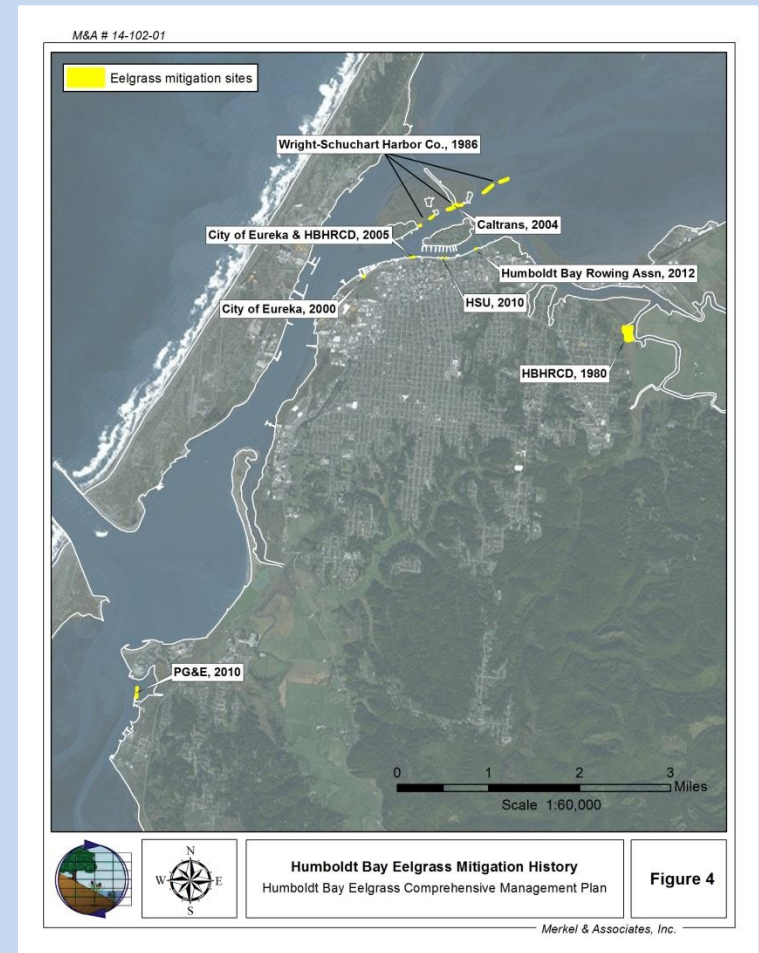 M&A # 14-102-01
Eelgrass mitigation sites
Wright-Schuchart Harbor Co., 1986
Caltrans, 2004
City of Eureka & HBHRCD, 2005
Humboldt Bay Rowing Assn, 2012
HSU, 2010
City of Eureka, 2000
HBHRCD, 1980
PG&E, 2010
0 1 2 3
Miles
Scale 1:60,000
N
W E
S
Humboldt Bay Eelgrass Mitigation History
Humboldt Bay Eelgrass Comprehensive Management Plan
Figure 4
Merkel & Associates, Inc.